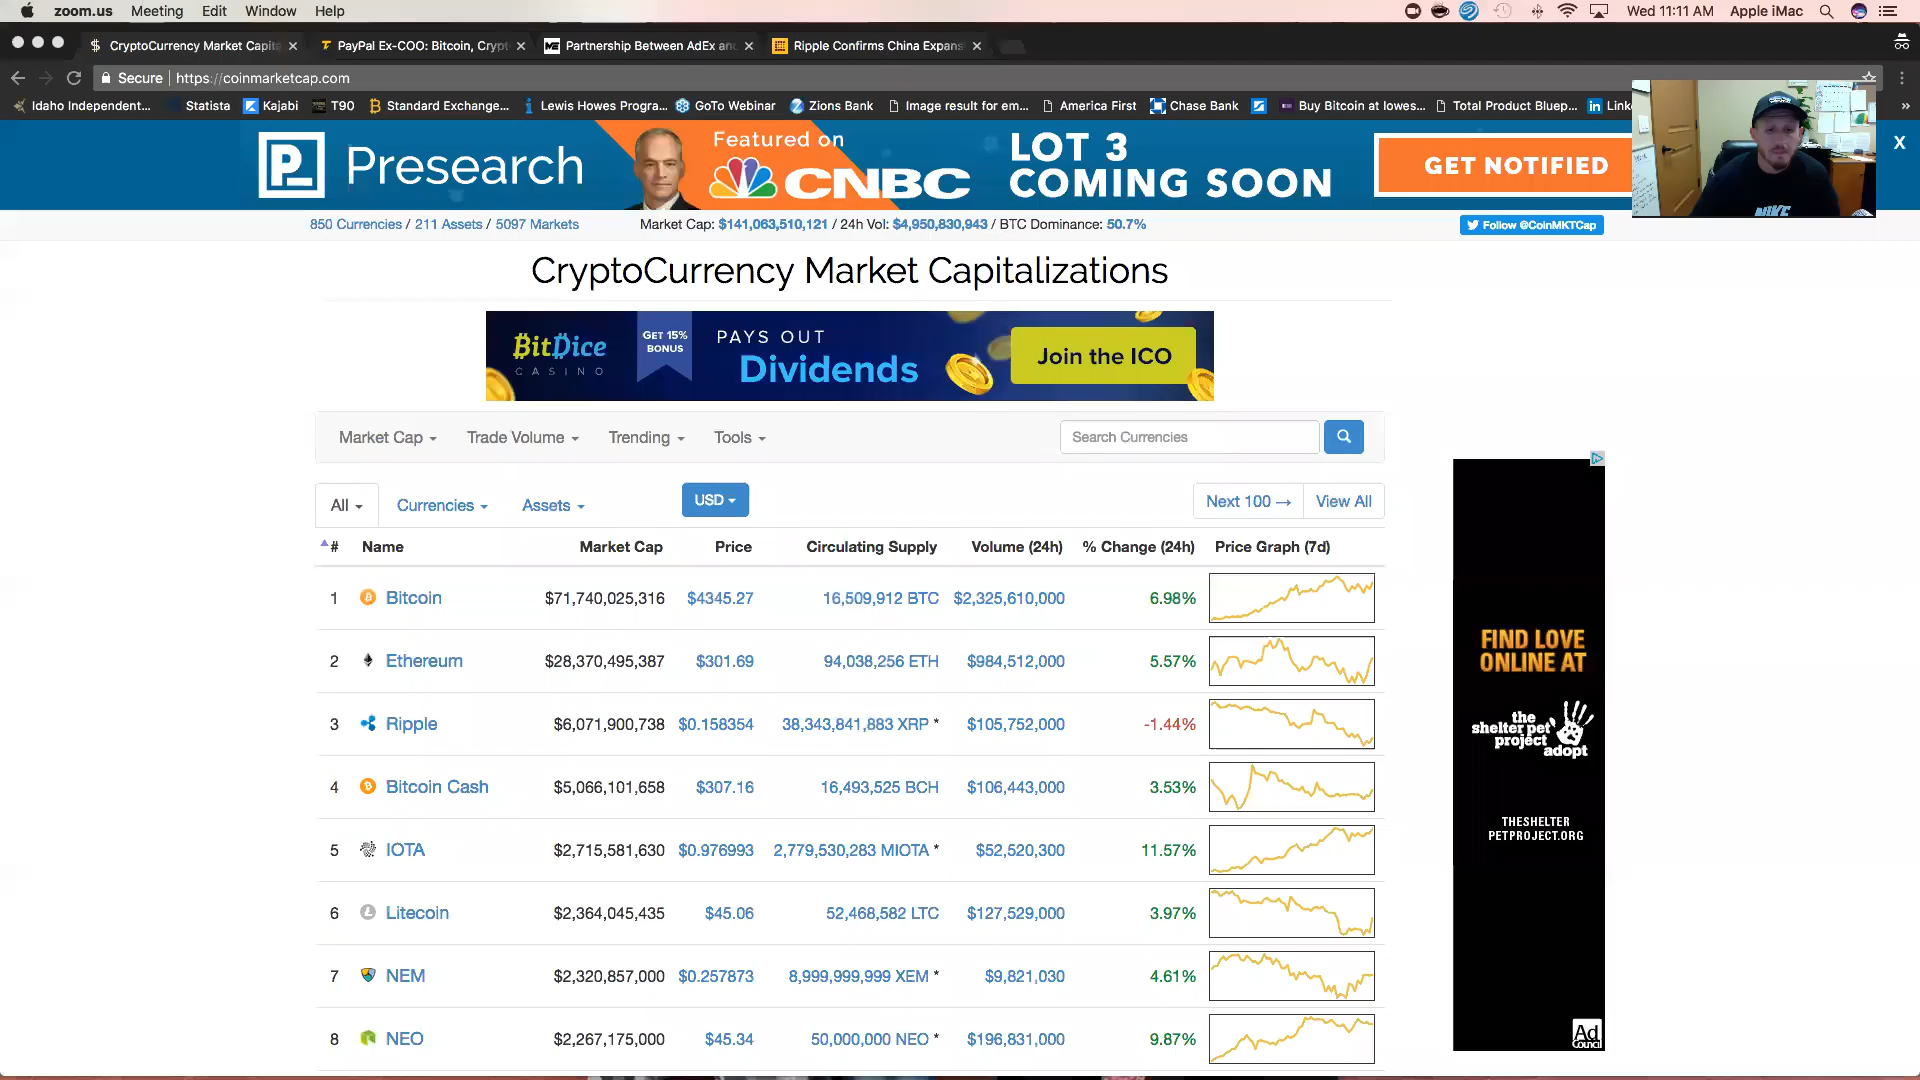 zoom.us Meeting Edit Window Help Wed 11:11 AM Apple iMac
$ CryptoCurrency Market Capita PayPal Ex-COO: Bitcoin, Crypt Partnership Between AdEx an Ripple Confirms China Expans
Secure | https://coinmarketcap.com
Idaho Independent... Statista Kajabi T90 Standard Exchange... Lewis Howes Progra... GoTo Webinar Zions Bank Image result for em... America First Chase Bank Buy Bitcoin at lowes... Total Product Bluep... Link
Presearch
Featured on
CNBC
LOT 3
COMING SOON
GET NOTIFIED
X
NIKE
850 Currencies / 211 Assets / 5097 Markets Market Cap: $141,063,510,121 / 24h Vol: $4,950,830,943 / BTC Dominance: 50.7% Follow @CoinMKTCap
CryptoCurrency Market Capitalizations
BitDice
CASINO
GET 15%
BONUS
PAYS OUT
Dividends
Join the ICO
Market Cap Trade Volume Trending Tools Search Currencies
All Currencies Assets USD Next 100 → View All
# Name Market Cap Price Circulating Supply Volume (24h) % Change (24h) Price Graph (7d)
1 Bitcoin $71,740,025,316 $4345.27 16,509,912 BTC $2,325,610,000 6.98%
2 Ethereum $28,370,495,387 $301.69 94,038,256 ETH $984,512,000 5.57%
3 Ripple $6,071,900,738 $0.158354 38,343,841,883 XRP * $105,752,000 -1.44%
4 Bitcoin Cash $5,066,101,658 $307.16 16,493,525 BCH $106,443,000 3.53%
5 IOTA $2,715,581,630 $0.976993 2,779,530,283 MIOTA * $52,520,300 11.57%
6 Litecoin $2,364,045,435 $45.06 52,468,582 LTC $127,529,000 3.97%
7 NEM $2,320,857,000 $0.257873 8,999,999,999 XEM * $9,821,030 4.61%
8 NEO $2,267,175,000 $45.34 50,000,000 NEO * $196,831,000 9.87%
FIND LOVE
ONLINE AT
the
shelter pet
project
adopt
THESHELTER
PETPROJECT.ORG
Ad
Council